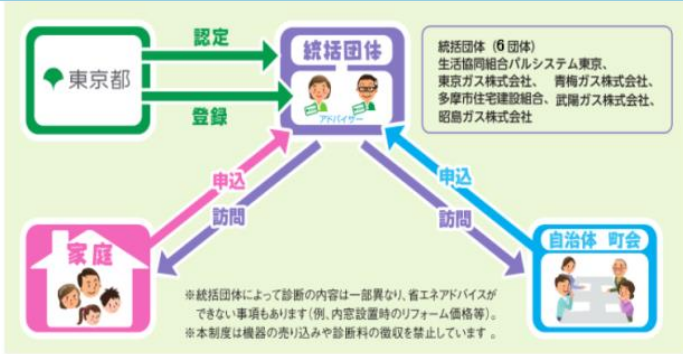 東京都
認定
登録
統括団体
アドバイザー
統括団体（6団体）
生活協同組合パルシステム東京、
東京ガス株式会社、 青梅ガス株式会社、
多摩市住宅建設組合、武陽ガス株式会社、
昭島ガス株式会社
申込
訪問
申込
訪問
家庭
自治体 町会
※統括団体によって診断の内容は一部異なり、省エネアドバイスが
できない事項もあります（例、内窓設置時のリフォーム価格等）。
※本制度は機器の売り込みや診断料の徴収を禁止しています 。